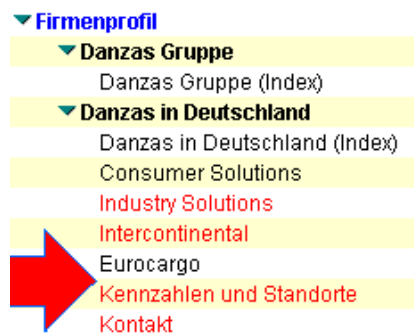 Firmenprofil
Danzas Gruppe
Danzas Gruppe (Index)
Danzas in Deutschland
Danzas in Deutschland (Index)
Consumer Solutions
Industry Solutions
Intercontinental
Eurocargo
Kennzahlen und Standorte
Kontakt